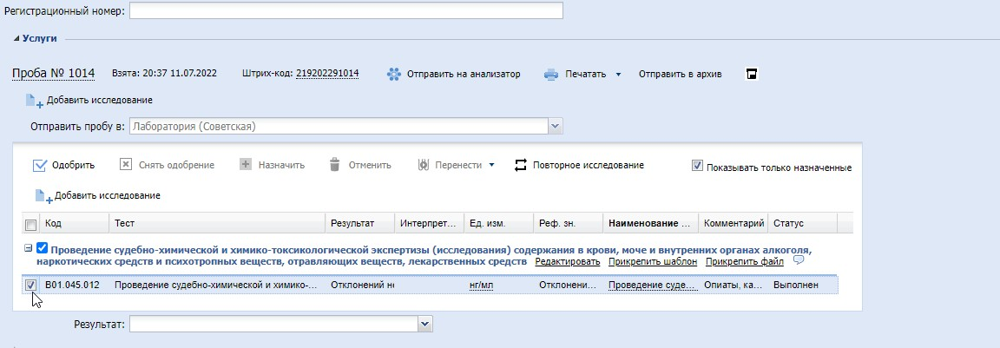 Регистрационный номер:
Услуги
Проба № 1014 Взята: 20:37 11.07.2022 Штрих-код: 219202291014 Отправить на анализатор Печатать Отправить в архив
Добавить исследование
Отправить пробу в: Лаборатория (Советская)
Одобрить Снять одобрение Назначить Отменить Перенести Повторное исследование Показывать только назначенные
Добавить исследование
Код Тест Результат Интерпрет... Ед. изм. Реф. зн. Наименование ... Комментарий Статус
Проведение судебно-химической и химико-токсикологической экспертизы (исследования) содержания в крови, моче и внутренних органах алкоголя,
наркотических средств и психотропных веществ, отравляющих веществ, лекарственных средств Редактировать Прикрепить шаблон Прикрепить файл
B01.045.012 Проведение судебно-химической и химико-... Отклонений не нг/мл Отклонени... Проведение суде... Опиаты, ка... Выполнен
Результат: